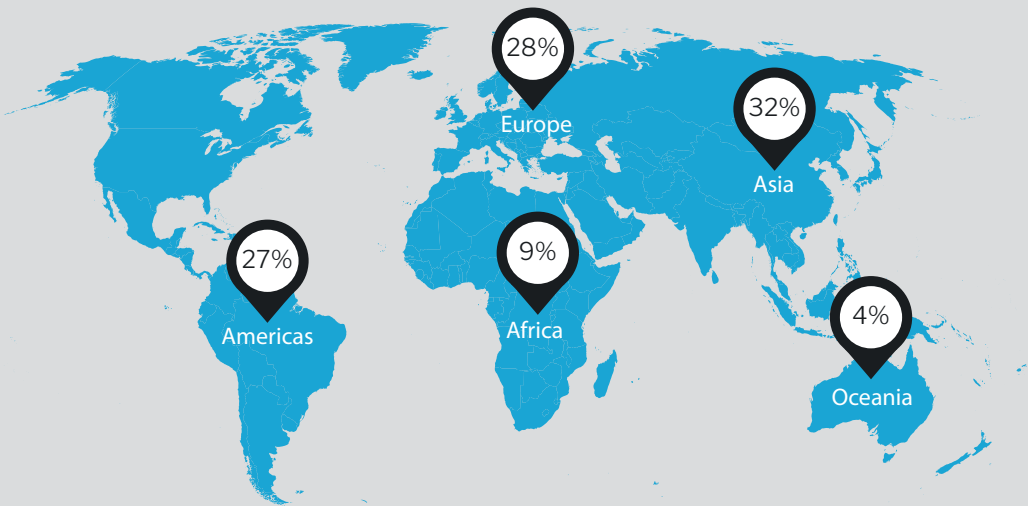 28%
Europe
32%
Asia
27%
Americas
9%
Africa
4%
Oceania